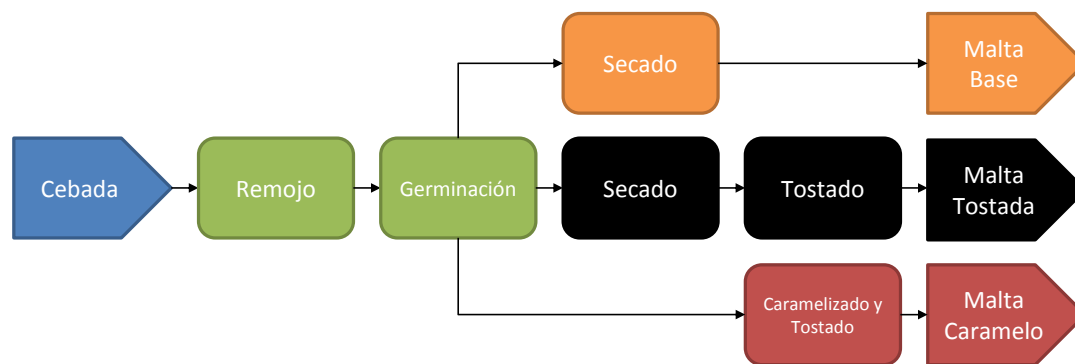 Secado
Malta
Base
Cebada
Remojo
Germinación
Secado
Tostado
Malta
Tostada
Caramelizado y
Tostado
Malta
Caramelo